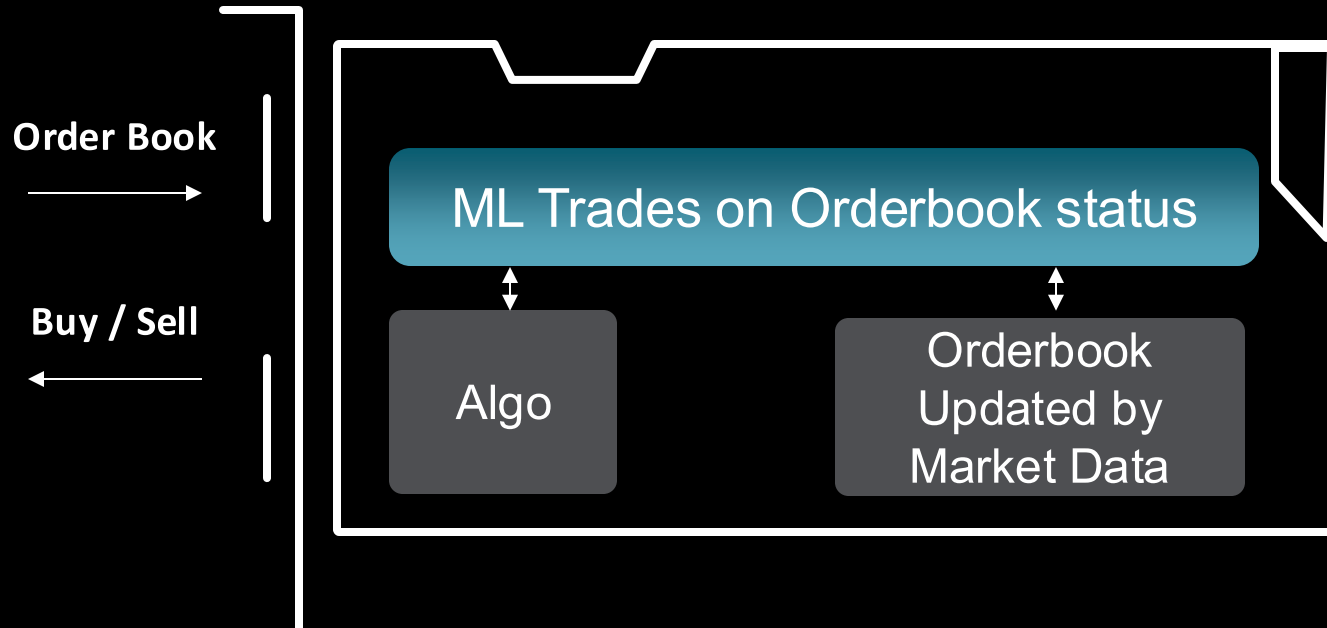 Order Book
Buy / Sell
ML Trades on Orderbook status
Algo
Orderbook
Updated by
Market Data